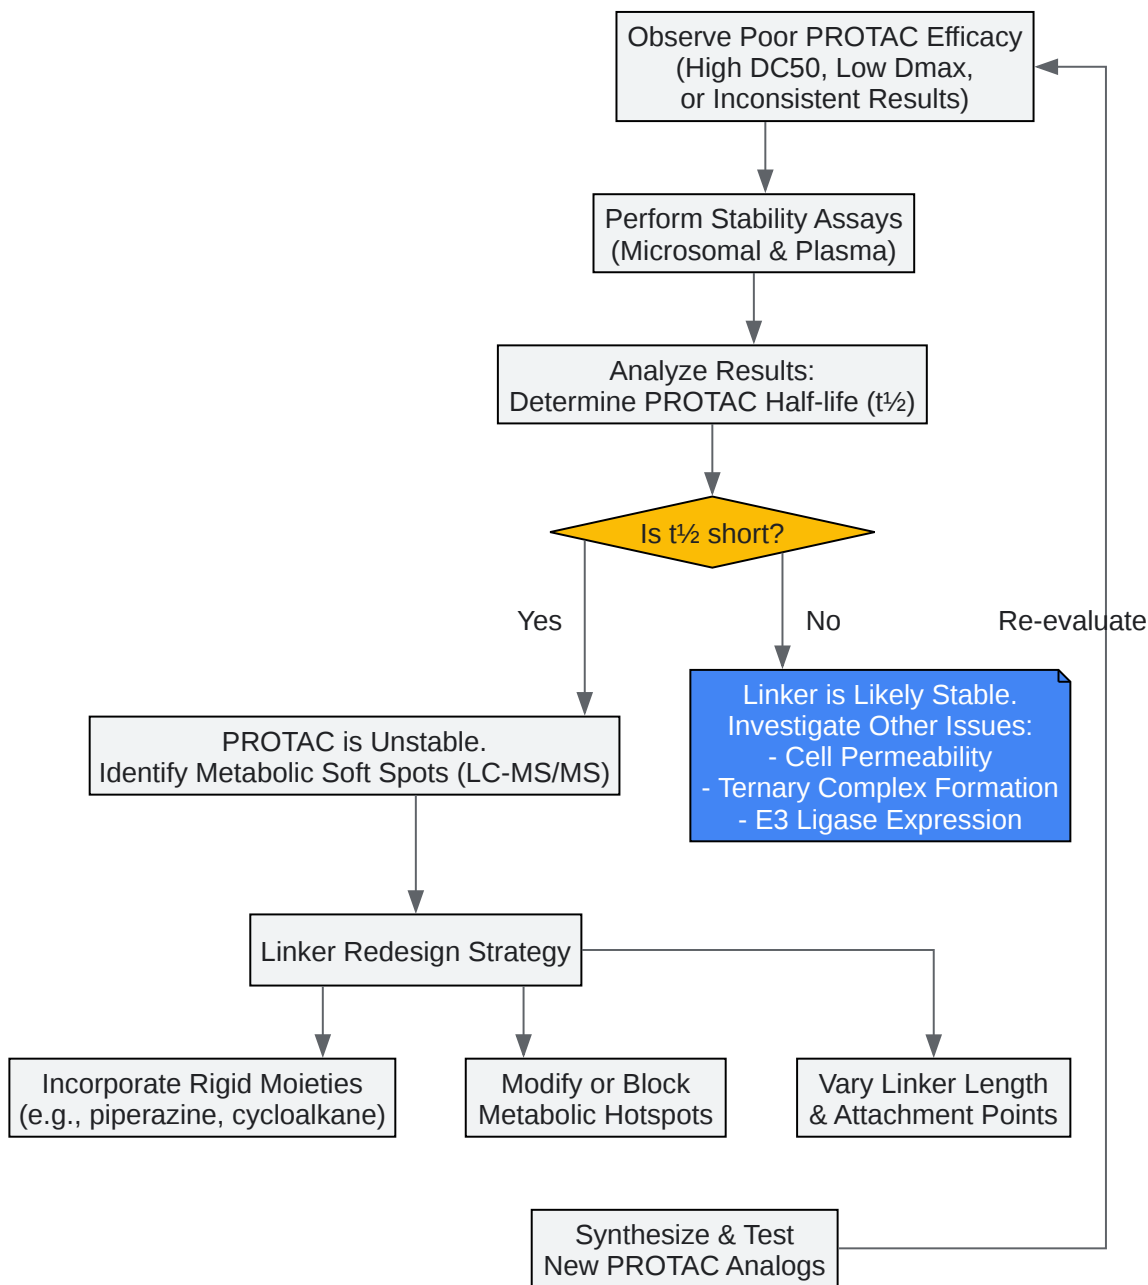 Observe Poor PROTAC Efficacy
(High DC50, Low Dmax,
or Inconsistent Results)
Perform Stability Assays
(Microsomal & Plasma)
Analyze Results:
Determine PROTAC Half-life (t½)
Is t½ short?
Yes
No
Re-evaluate
Linker is Likely Stable.
Investigate Other Issues:
- Cell Permeability
- Ternary Complex Formation
- E3 Ligase Expression
PROTAC is Unstable.
Identify Metabolic Soft Spots (LC-MS/MS)
Linker Redesign Strategy
Incorporate Rigid Moieties
(e.g., piperazine, cycloalkane)
Modify or Block
Metabolic Hotspots
Vary Linker Length
& Attachment Points
Synthesize & Test
New PROTAC Analogs